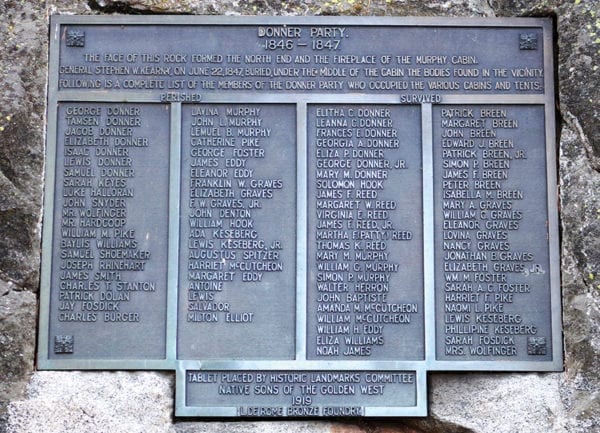 DONNER PARTY.
1846 – 1847
THE FACE OF THIS ROCK FORMED THE NORTH END AND THE FIREPLACE OF THE MURPHY CABIN.
GENERAL STEPHEN W. KEARNY, ON JUNE 22, 1847, BURIED, UNDER THE MIDDLE OF THE CABIN, THE BODIES FOUND IN THE VICINITY.
FOLLOWING IS A COMPLETE LIST OF THE MEMBERS OF THE DONNER PARTY WHO OCCUPIED THE VARIOUS CABINS AND TENTS:
PERISHED
GEORGE DONNER
TAMSEN DONNER
JACOB DONNER
ELIZABETH DONNER
ISAAC DONNER
LEWIS DONNER
SAMUEL DONNER
SARAH KEYES
LUKE HALLORAN
JOHN SNYDER
MR. WOLFINGER
MR. HARDCOOP
WILLIAM M. PIKE
BAYLIS WILLIAMS
SAMUEL SHOEMAKER
JOSEPH RHINEHART
JAMES SMITH
CHARLES T. STANTON
PATRICK DOLAN
JAY FOSDICK
CHARLES BURGER
LAVINA MURPHY
JOHN L. MURPHY
LEMUEL B. MURPHY
CATHERINE PIKE
GEORGE FOSTER
JAMES EDDY
ELEANOR EDDY
FRANKLIN W. GRAVES
ELIZABETH GRAVES
F. W. GRAVES, JR.
JOHN DENTON
WILLIAM HOOK
ADA KESEBERG
LEWIS KESEBERG, JR.
AUGUSTUS SPITZER
HARRIET McCUTCHEON
MARGARET EDDY
ANTOINE
LEWIS
SALVADOR
MILTON ELLIOT
SURVIVED
ELITHA C. DONNER
LEANNA C. DONNER
FRANCES E. DONNER
GEORGIA A. DONNER
ELIZA P. DONNER
GEORGE DONNER, JR.
MARY M. DONNER
SOLOMON HOOK
JAMES F. REED
MARGARET W. REED
VIRGINIA E. REED
JAMES F. REED, JR.
MARTHA F. (PATTY) REED
THOMAS K. REED
MARY M. MURPHY
WILLIAM G. MURPHY
SIMON P. MURPHY
WALTER HERRON
JOHN BAPTISTE
AMANDA M. McCUTCHEON
WILLIAM McCUTCHEON
WILLIAM H. EDDY
ELIZA WILLIAMS
NOAH JAMES
PATRICK BREEN
MARGARET BREEN
JOHN BREEN
EDWARD J. BREEN
PATRICK BREEN, JR.
SIMON P. BREEN
JAMES F. BREEN
PETER BREEN
ISABELLA M. BREEN
MARY A. GRAVES
WILLIAM C. GRAVES
ELEANOR GRAVES
LOVINA GRAVES
NANCY GRAVES
JONATHAN B. GRAVES
ELIZABETH GRAVES, JR.
WM. M. FOSTER
SARAH A. C. FOSTER
HARRIET F. PIKE
NAOMI L. PIKE
LEWIS KESEBERG
PHILLIPINE KESEBERG
SARAH FOSDICK
MRS. WOLFINGER
TABLET PLACED BY HISTORIC LANDMARKS COMMITTEE
NATIVE SONS OF THE GOLDEN WEST
1919
L. DE ROME BRONZE FOUNDRY